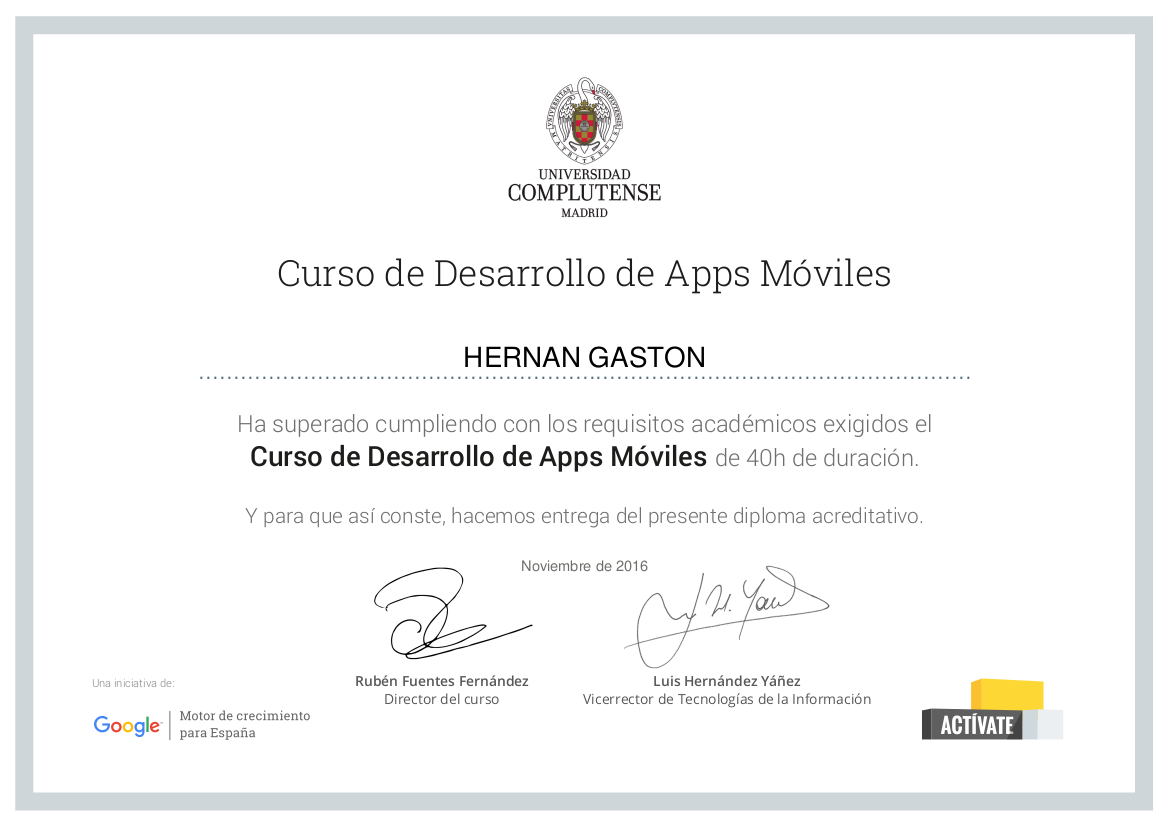 UNIVERSITAS COMPLUTENSIS MATRITENSIS
UNIVERSIDAD
COMPLUTENSE
MADRID
Curso de Desarrollo de Apps Móviles
HERNAN GASTON
Ha superado cumpliendo con los requisitos académicos exigidos el
Curso de Desarrollo de Apps Móviles de 40h de duración.
Y para que así conste, hacemos entrega del presente diploma acreditativo.
Noviembre de 2016
Rubén Fuentes Fernández
Director del curso
Luis Hernández Yáñez
Vicerrector de Tecnologías de la Información
Una iniciativa de:
Google
Motor de crecimiento
para España
ACTÍVATE